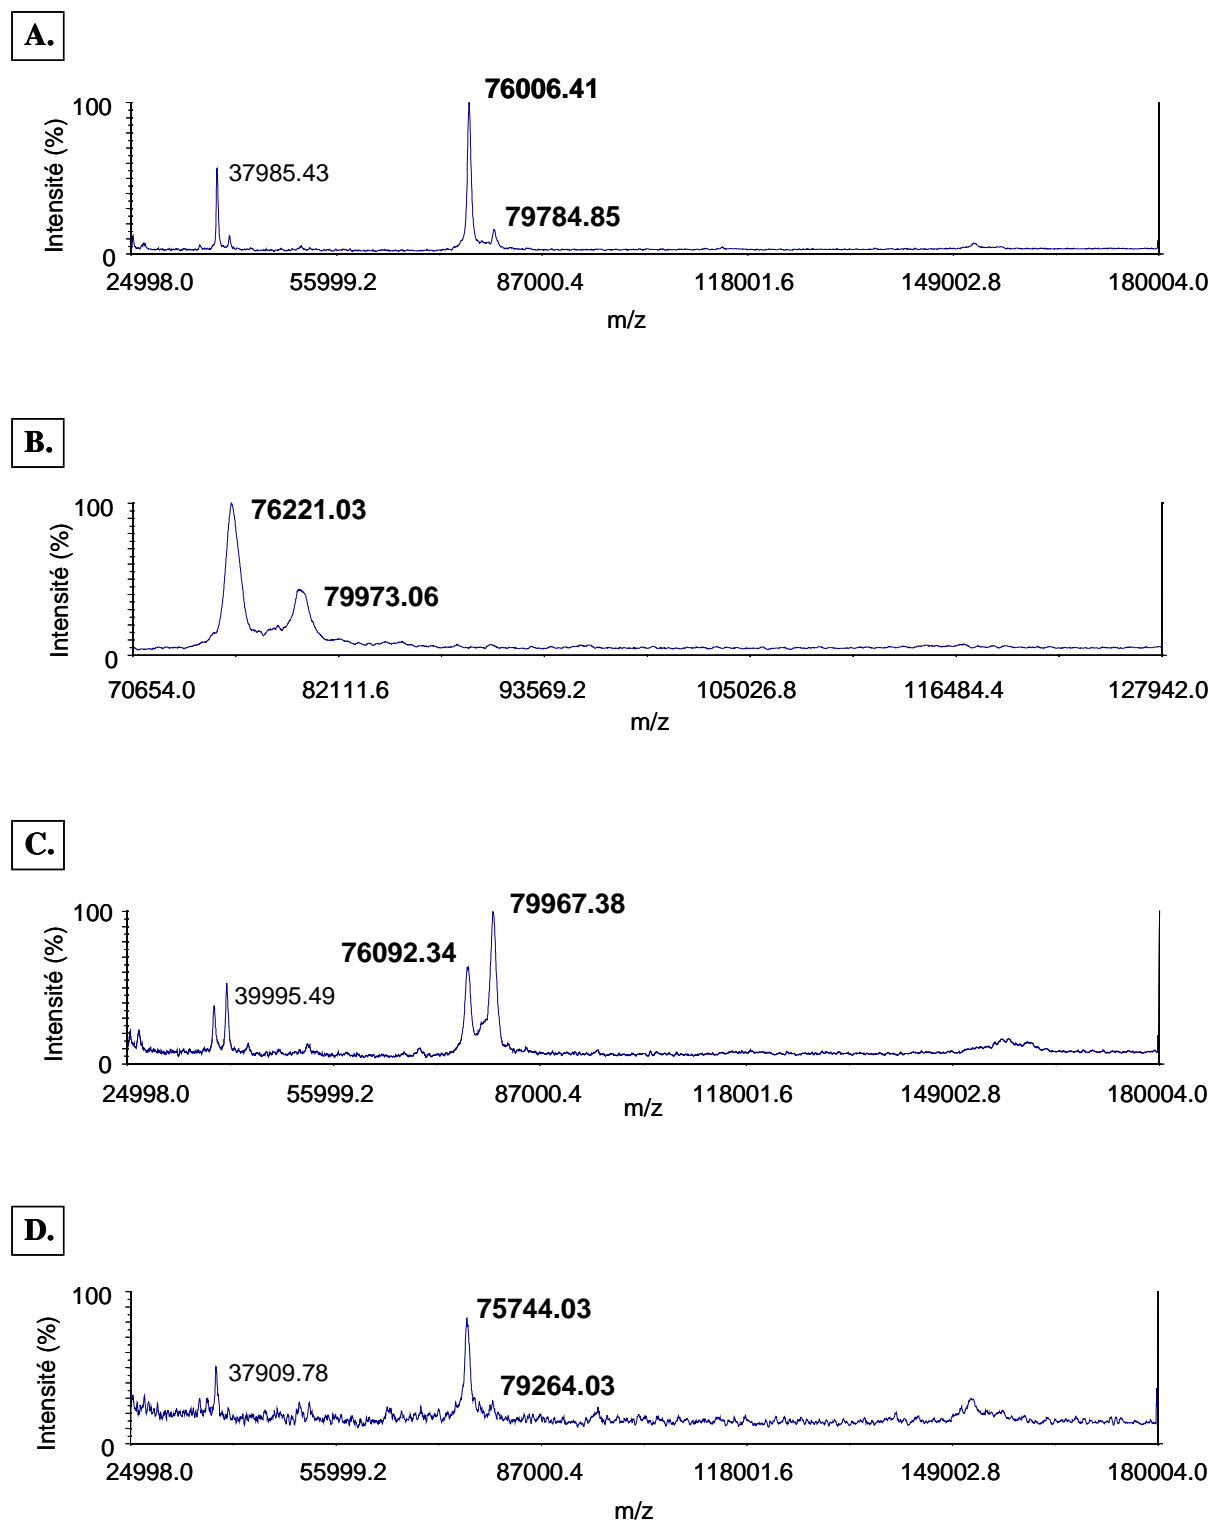 A.
76006.41
100
37985.43
79784.85
Intensité (%)
0
24998.0 55999.2 87000.4 118001.6 149002.8 180004.0
m/z
B.
100
76221.03
79973.06
Intensité (%)
0
70654.0 82111.6 93569.2 105026.8 116484.4 127942.0
m/z
C.
79967.38
100
76092.34
39995.49
Intensité (%)
0
24998.0 55999.2 87000.4 118001.6 149002.8 180004.0
m/z
D.
100
75744.03
37909.78
79264.03
Intensité (%)
0
24998.0 55999.2 87000.4 118001.6 149002.8 180004.0
m/z